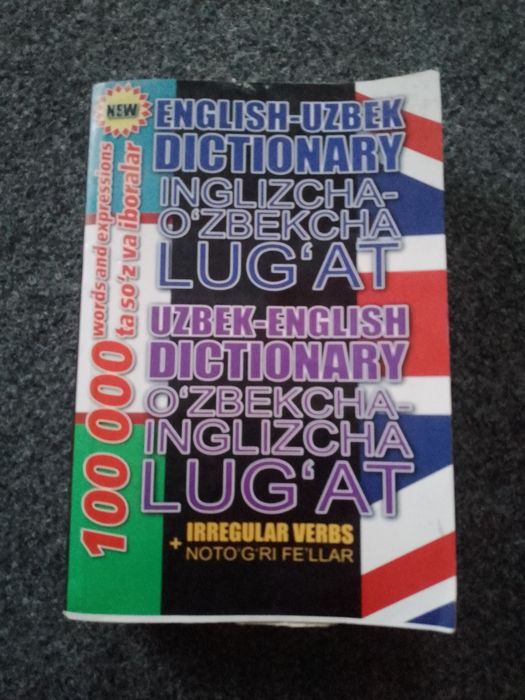 NEW
100 000 words and expressions
ta so‘z va iboralar
ENGLISH-UZBEK
DICTIONARY
INGLIZCHA-
O‘ZBEKCHA
LUG‘AT
UZBEK-ENGLISH
DICTIONARY
O‘ZBEKCHA-
INGLIZCHA
LUG‘AT
+ IRREGULAR VERBS
NOTO‘G‘RI FE’LLAR